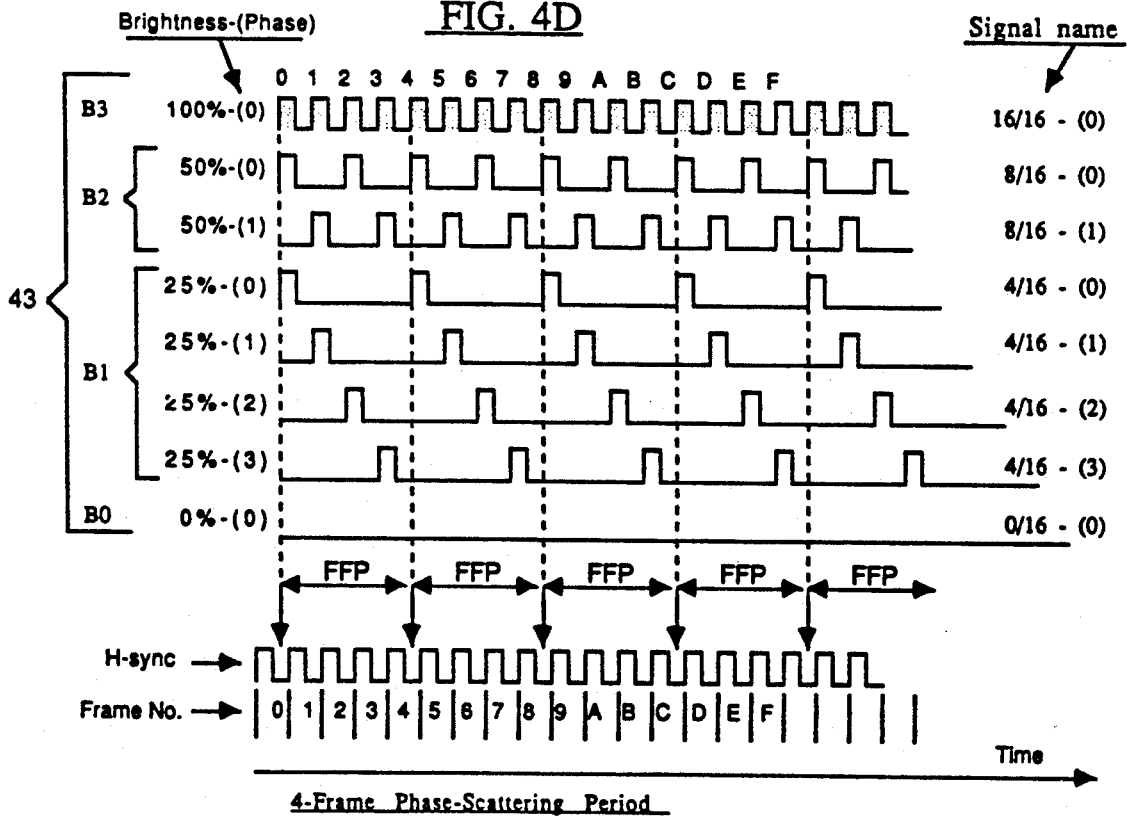 FIG. 4D
Brightness-(Phase)
Signal name
0 1 2 3 4 5 6 7 8 9 A B C D E F
B3 100%-(0) 16/16 - (0)
50%-(0) 8/16 - (0)
B2
50%-(1) 8/16 - (1)
25%-(0) 4/16 - (0)
43
25%-(1) 4/16 - (1)
B1
25%-(2) 4/16 - (2)
25%-(3) 4/16 - (3)
B0 0%-(0) 0/16 - (0)
FFP FFP FFP FFP FFP
H-sync
Frame No. 0 1 2 3 4 5 6 7 8 9 A B C D E F
Time
4-Frame Phase-Scattering Period